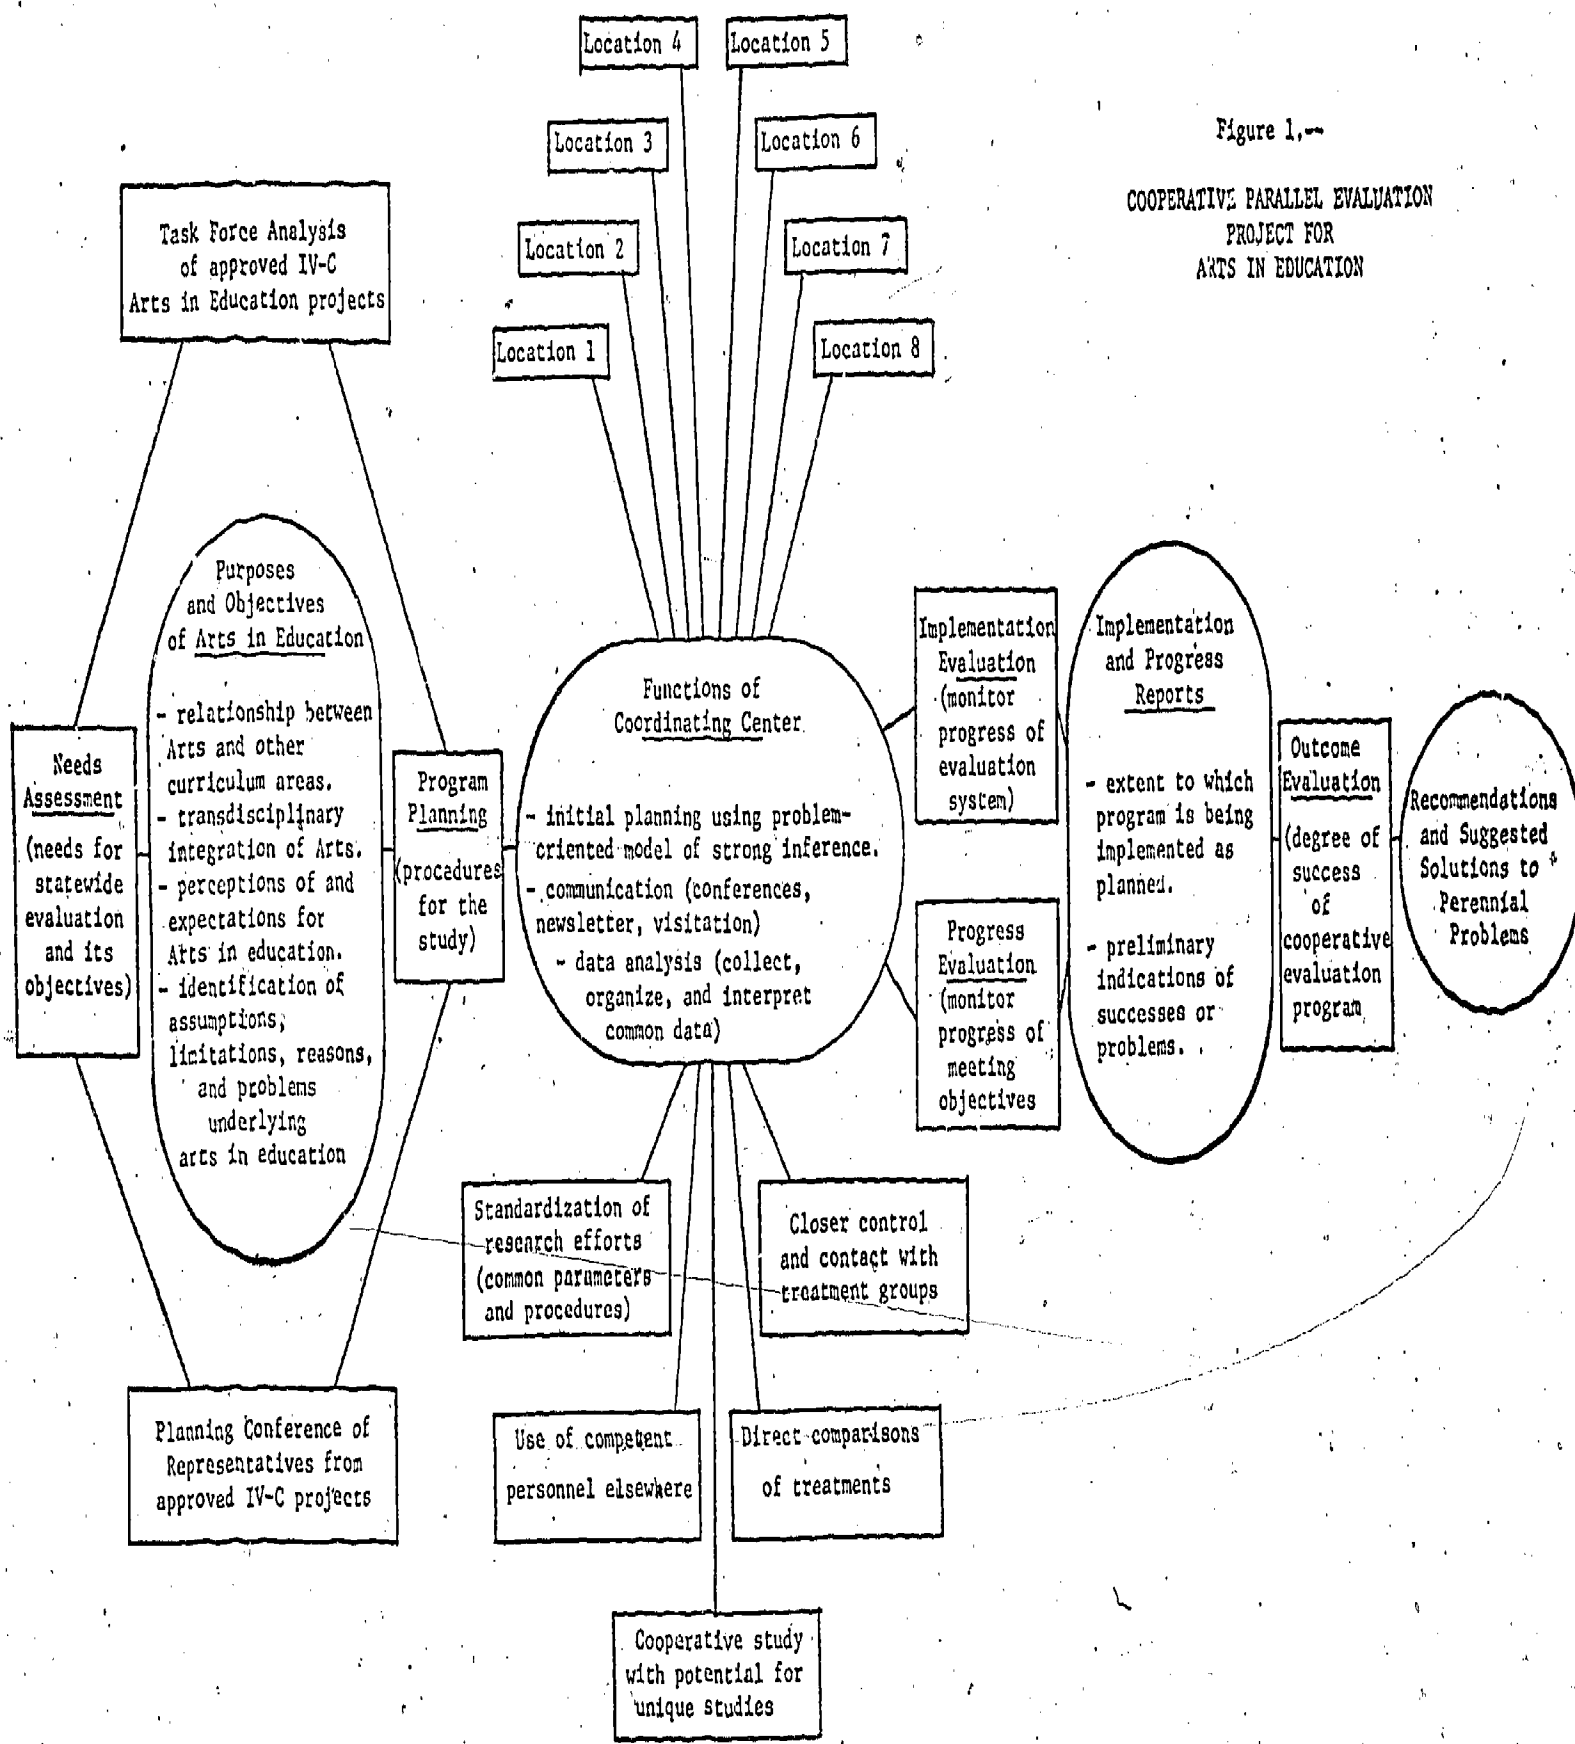 Figure 1.--
COOPERATIVE PARALLEL EVALUATION
PROJECT FOR
ARTS IN EDUCATION
Location 4
Location 5
Location 3
Location 6
Location 2
Location 7
Location 1
Location 8
Task Force Analysis
of approved IV-C
Arts in Education projects
Needs
Assessment
(needs for
statewide
evaluation
and its
objectives)
Purposes
and Objectives
of Arts in Education
- relationship between
Arts and other
curriculum areas.
- transdisciplinary
integration of Arts.
- perceptions of and
expectations for
Arts in education.
- identification of
assumptions,
limitations, reasons,
and problems
underlying
arts in education
Program
Planning
(procedures
for the
study)
Planning Conference of
Representatives from
approved IV-C projects
Functions of
Coordinating Center
- initial planning using problem-
oriented model of strong inference.
- communication (conferences,
newsletter, visitation)
- data analysis (collect,
organize, and interpret
common data)
Standardization of
research efforts
(common parameters
and procedures)
Closer control
and contact with
treatment groups
Use of competent
personnel elsewhere
Direct comparisons
of treatments
Cooperative study
with potential for
unique studies
Implementation
Evaluation
(monitor
progress of
evaluation
system)
Progress
Evaluation
(monitor
progress of
meeting
objectives
Implementation
and Progress
Reports
- extent to which
program is being
implemented as
planned.
- preliminary
indications of
successes or
problems.
Outcome
Evaluation
(degree of
success
of
cooperative
evaluation
program
Recommendations
and Suggested
Solutions to
Perennial
Problems